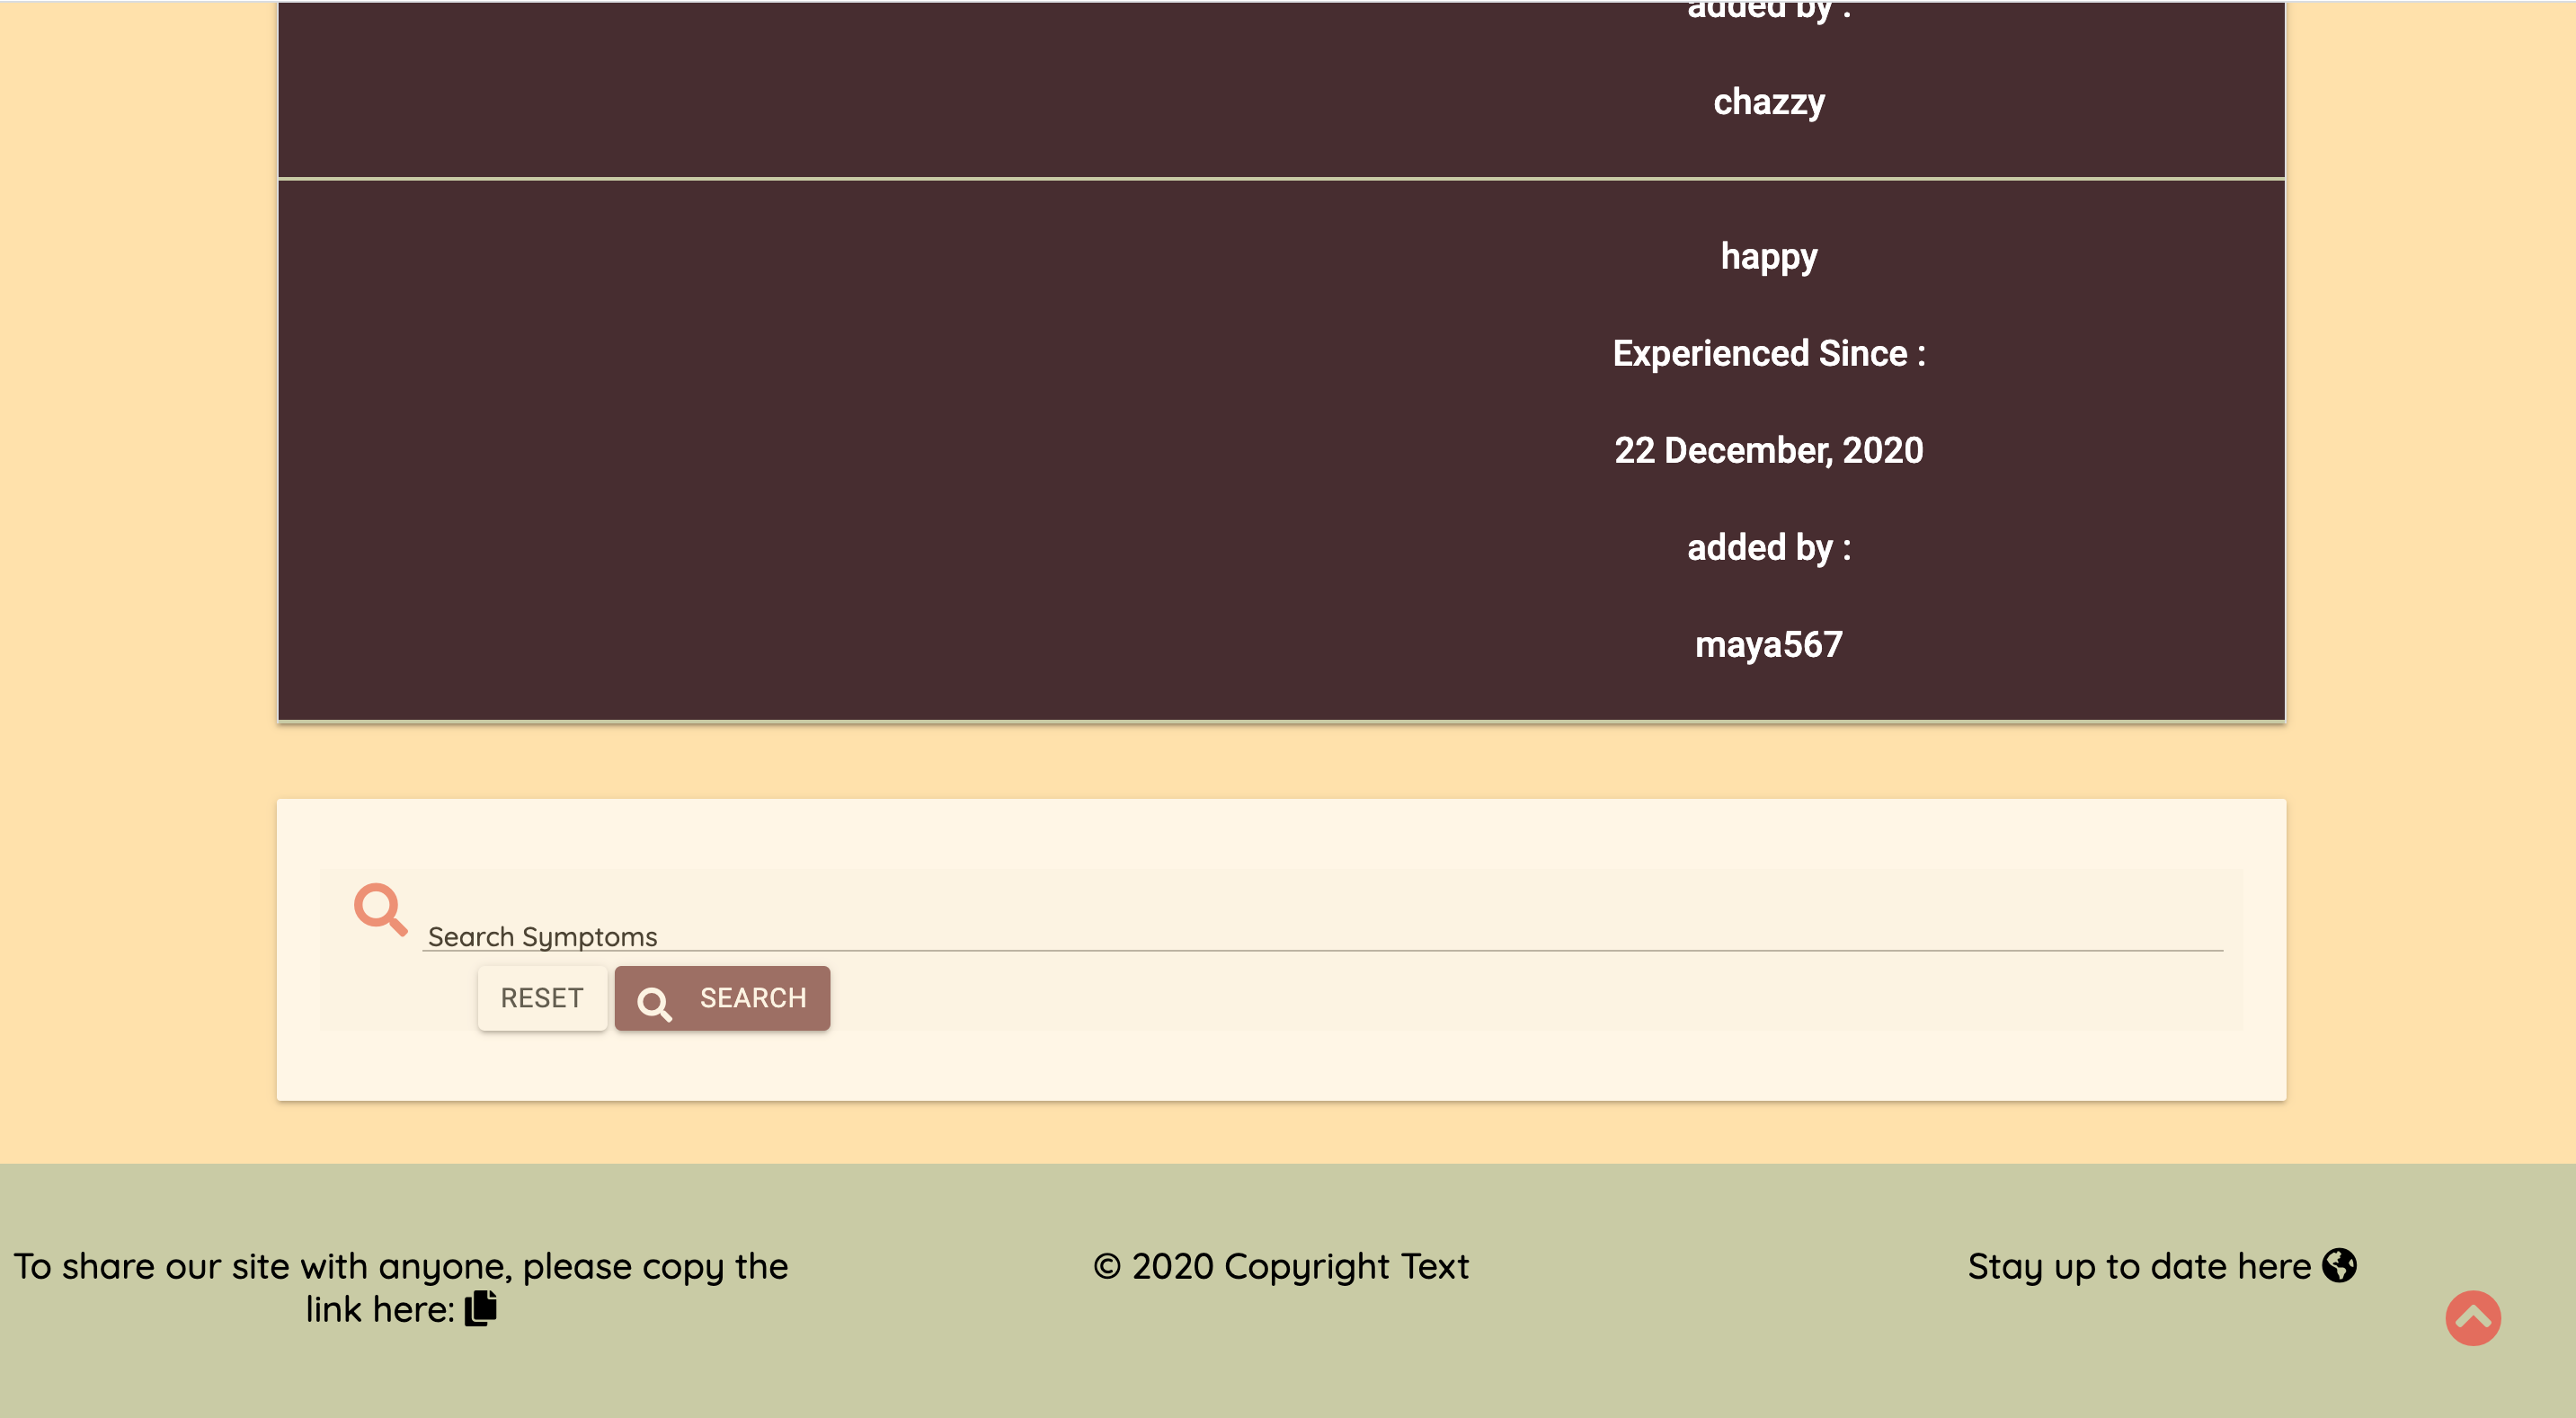 added by :
chazzy
happy
Experienced Since :
22 December, 2020
added by :
maya567
Search Symptoms
RESET
SEARCH
To share our site with anyone, please copy the
link here:
© 2020 Copyright Text
Stay up to date here